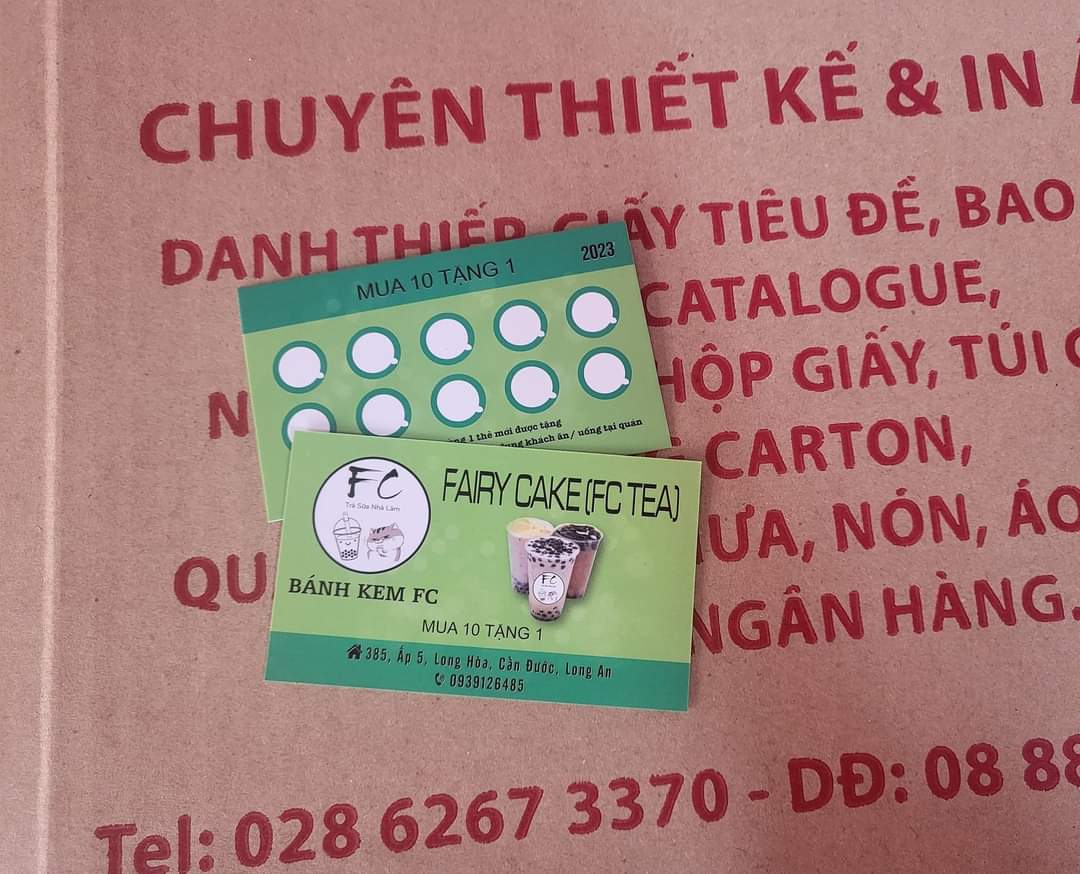 CHUYÊN THIẾT KẾ & IN
DANH THIẾP, GIẤY TIÊU ĐỀ, BAO
CATALOGUE,
HỘP GIẤY, TÚI
CARTON,
NÓN, ÁO
NGÂN HÀNG.
Tel: 028 6267 3370 - DĐ: 08 88
2023
MUA 10 TẶNG 1
1 thẻ mới được tặng
khách ăn / uống tại quán
FC
Trà Sữa Nhà Làm
FAIRY CAKE (FC TEA)
FC
BÁNH KEM FC
MUA 10 TẶNG 1
385, Ấp 5, Long Hòa, Cần Đước, Long An
0939126485